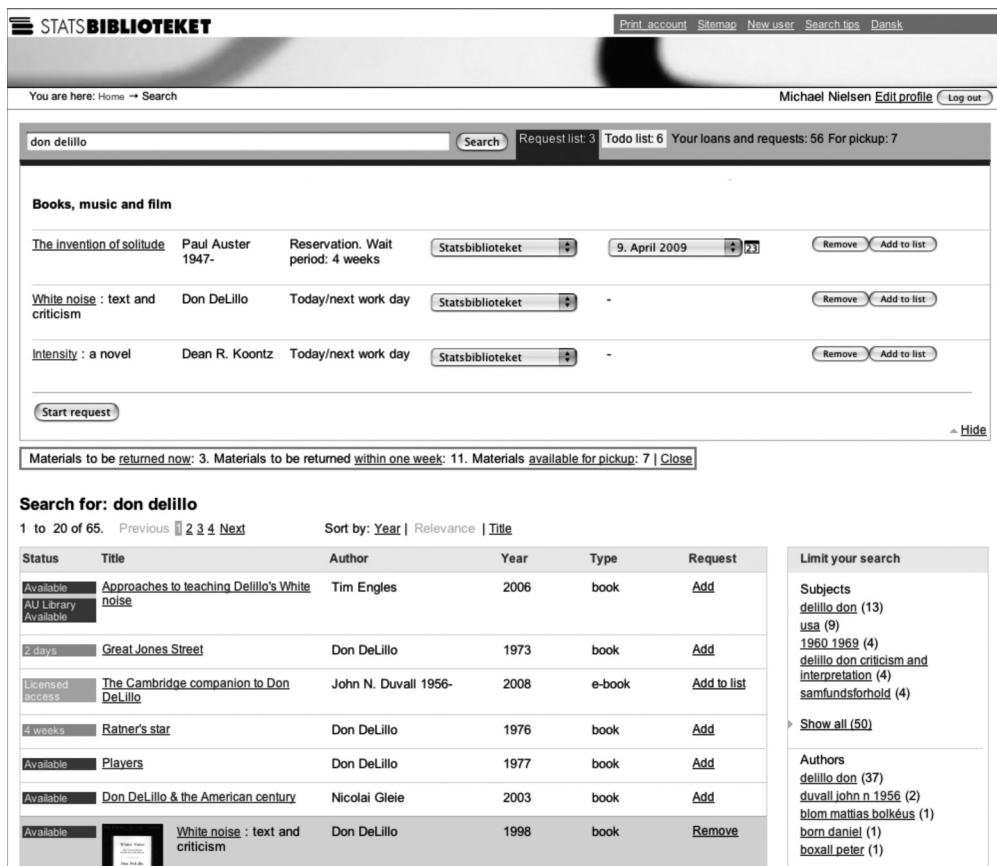 STATSBIBLIOTEKET
Print account Sitemap New user Search tips Dansk
You are here: Home → Search
Michael Nielsen Edit profile Log out
don delillo Search Request list: 3 Todo list: 6 Your loans and requests: 56 For pickup: 7
Books, music and film
The invention of solitude Paul Auster 1947- Reservation. Wait period: 4 weeks Statsbiblioteket 9. April 2009 23 Remove Add to list
White noise : text and criticism Don DeLillo Today/next work day Statsbiblioteket - Remove Add to list
Intensity : a novel Dean R. Koontz Today/next work day Statsbiblioteket - Remove Add to list
Start request
Hide
Materials to be returned now: 3. Materials to be returned within one week: 11. Materials available for pickup: 7 | Close
Search for: don delillo
1 to 20 of 65. Previous 1 2 3 4 Next Sort by: Year | Relevance | Title
Status Title Author Year Type Request
Available AU Library Available Approaches to teaching Delillo's White noise Tim Engles 2006 book Add
2 days Great Jones Street Don DeLillo 1973 book Add
Licensed access The Cambridge companion to Don DeLillo John N. Duvall 1956- 2008 e-book Add to list
4 weeks Ratner's star Don DeLillo 1976 book Add
Available Players Don DeLillo 1977 book Add
Available Don DeLillo & the American century Nicolai Gleie 2003 book Add
Available White noise : text and criticism Don DeLillo 1998 book Remove
Limit your search
Subjects
delillo don (13)
usa (9)
1960 1969 (4)
delillo don criticism and
interpretation (4)
samfundsforhold (4)
Show all (50)
Authors
delillo don (37)
duvall john n 1956 (2)
blom mattias bolkéus (1)
born daniel (1)
boxall peter (1)